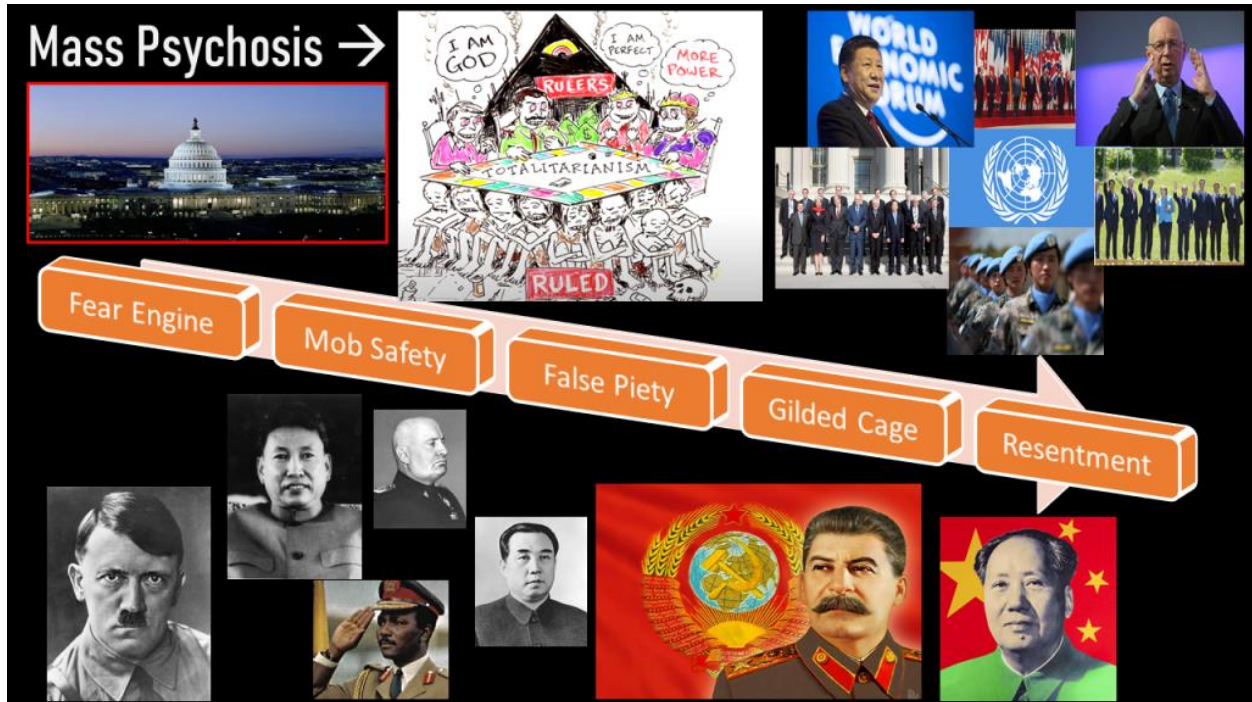 Mass Psychosis →
I AM
GOD
I AM
PERFECT
MORE
POWER
RULERS
TOTALITARIANISM
RULED
WORLD
ECONOMIC
FORUM
Fear Engine
Mob Safety
False Piety
Gilded Cage
Resentment